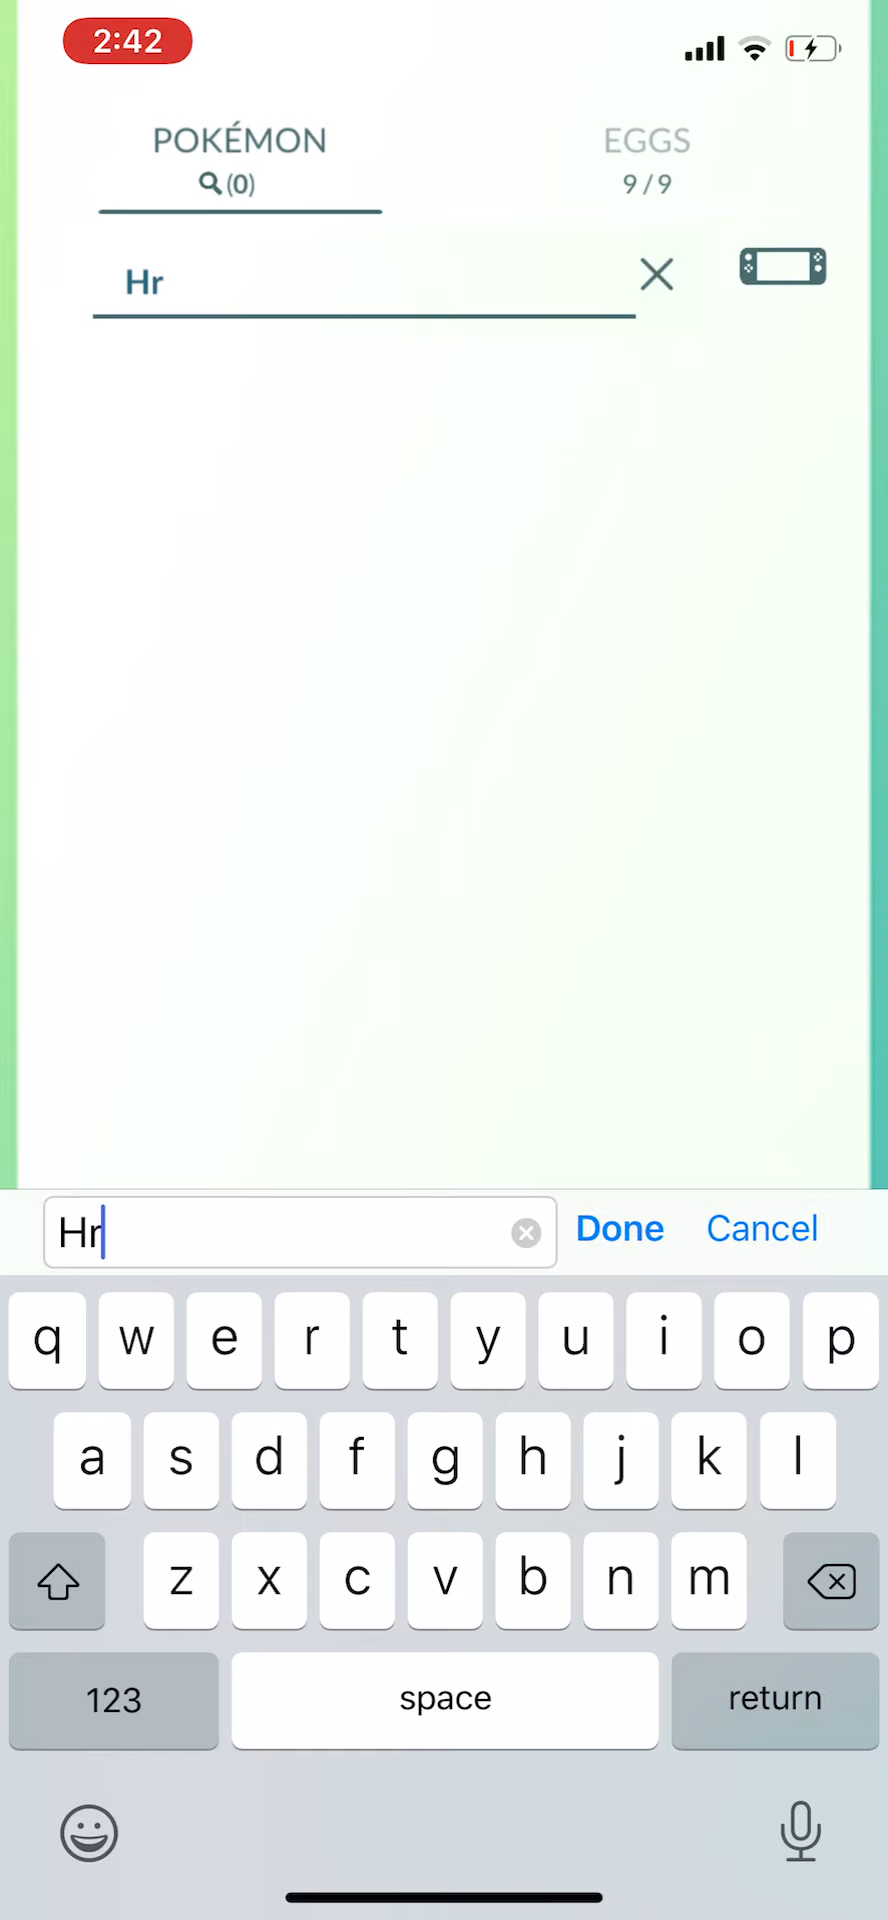 2:42
POKÉMON
(0)
EGGS
9 / 9
Hr
Hr
Done
Cancel
q w e r t y u i o p
a s d f g h j k l
z x c v b n m
123
space
return